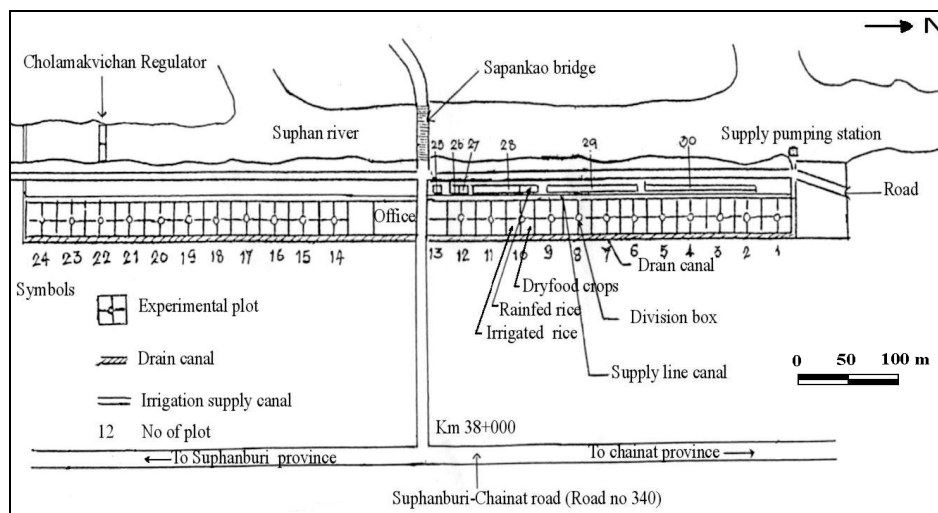 N
Cholamakvichan Regulator
Sapankao bridge
Suphan river
Supply pumping station
25 26 27 28 29 30
Road
Office
24 23 22 21 20 19 18 17 16 15 14 13 12 11 10 9 8 7 6 5 4 3 2 1
Drain canal
Symbols
Dryfood crops
Experimental plot
Rainfed rice
Division box
Irrigated rice
Drain canal
Supply line canal
0 50 100 m
Irrigation supply canal
12 No of plot
Km 38+000
To Suphanburi province
To chainat province
Suphanburi-Chainat road (Road no 340)